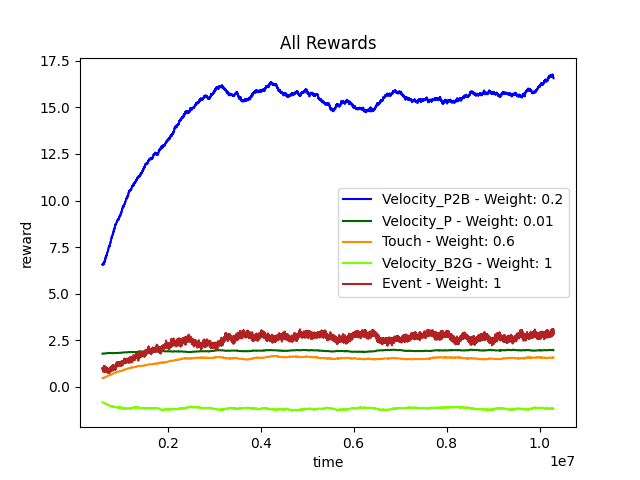 All Rewards
17.5
15.0
12.5
10.0
7.5
5.0
2.5
0.0
reward
Velocity_P2B - Weight: 0.2
Velocity_P - Weight: 0.01
Touch - Weight: 0.6
Velocity_B2G - Weight: 1
Event - Weight: 1
0.2 0.4 0.6 0.8 1.0
1e7
time